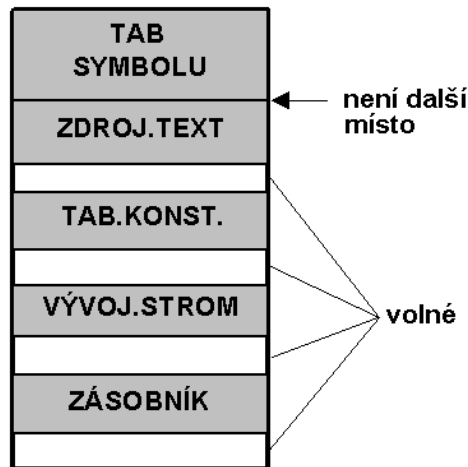 TAB
SYMBOLU
není další
místo
ZDROJ.TEXT
TAB.KONST.
VÝVOJ.STROM
volné
ZÁSOBNÍK